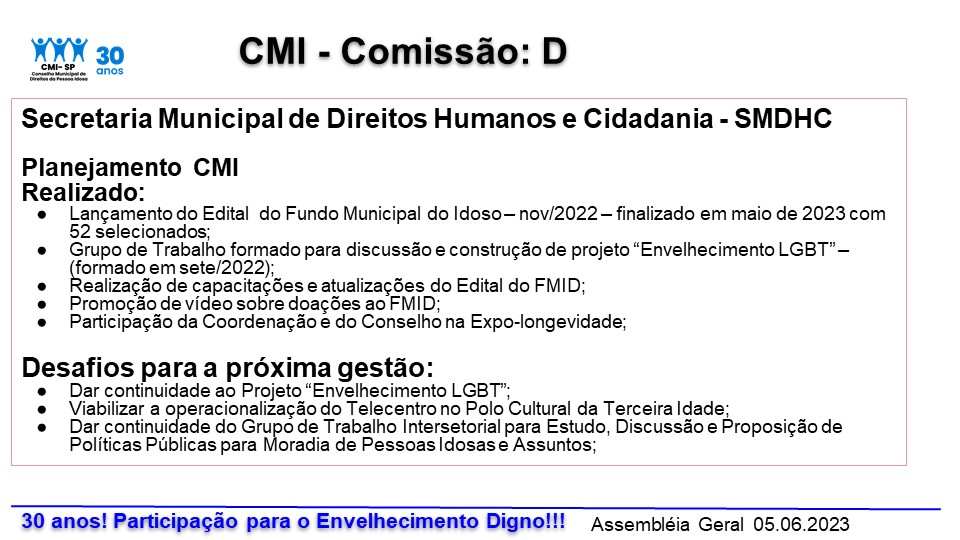 CMI - Comissão: D
30
anos
CMI- SP
Conselho Municipal de
Direitos da Pessoa Idosa
Secretaria Municipal de Direitos Humanos e Cidadania - SMDHC
Planejamento CMI
Realizado:
● Lançamento do Edital do Fundo Municipal do Idoso – nov/2022 – finalizado em maio de 2023 com
52 selecionados;
● Grupo de Trabalho formado para discussão e construção de projeto “Envelhecimento LGBT” –
(formado em sete/2022);
● Realização de capacitações e atualizações do Edital do FMID;
● Promoção de vídeo sobre doações ao FMID;
● Participação da Coordenação e do Conselho na Expo-longevidade;
Desafios para a próxima gestão:
● Dar continuidade ao Projeto “Envelhecimento LGBT”;
● Viabilizar a operacionalização do Telecentro no Polo Cultural da Terceira Idade;
● Dar continuidade do Grupo de Trabalho Intersetorial para Estudo, Discussão e Proposição de
Políticas Públicas para Moradia de Pessoas Idosas e Assuntos;
30 anos! Participação para o Envelhecimento Digno!!! Assembléia Geral 05.06.2023